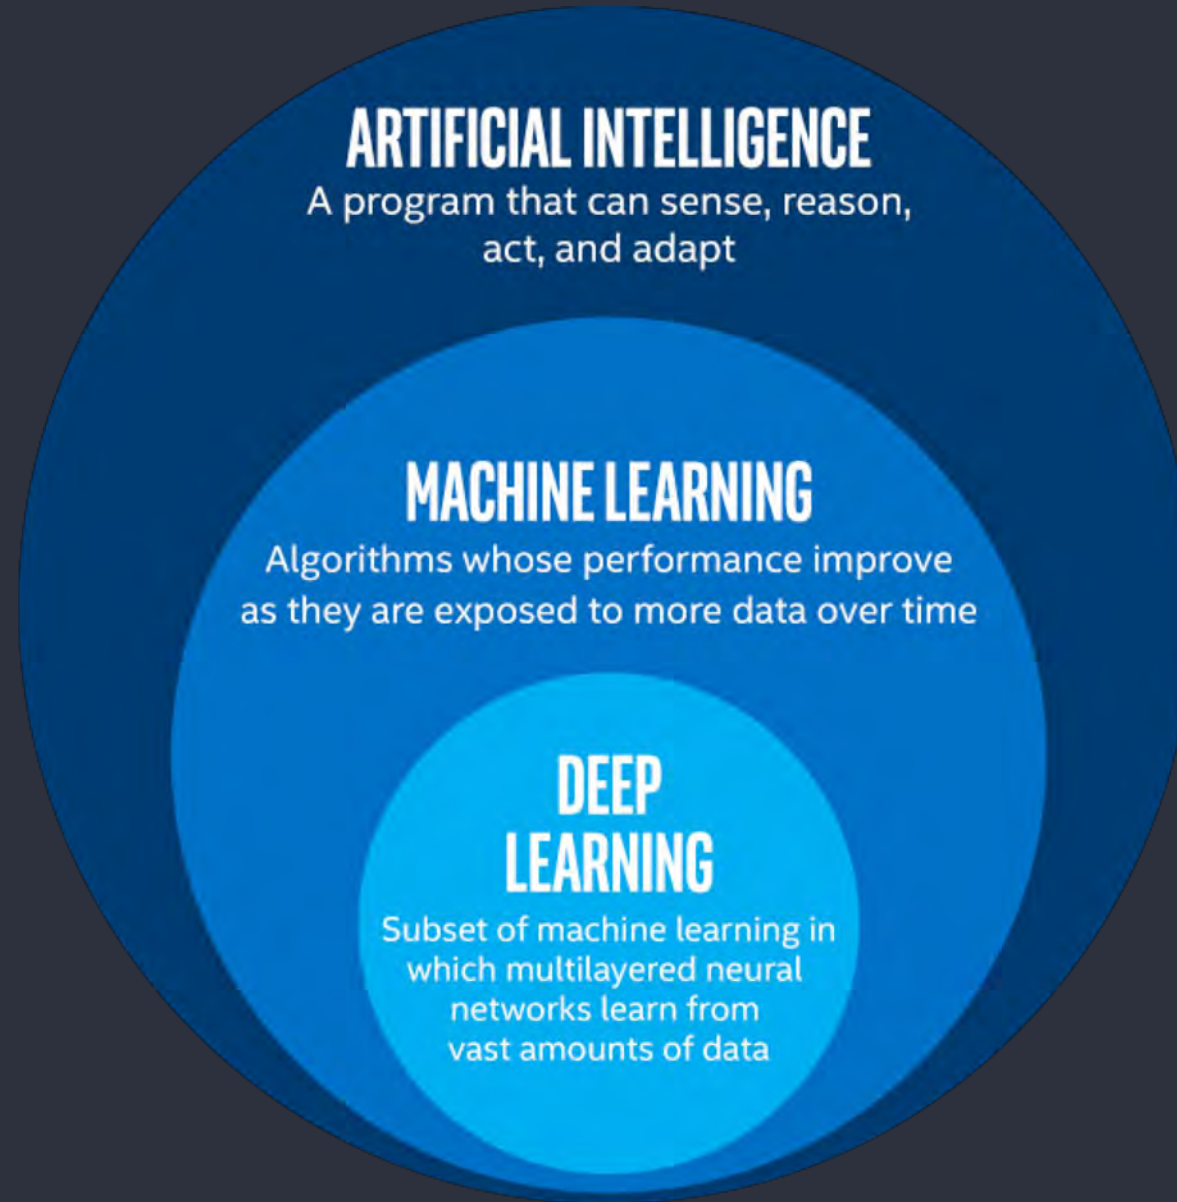 ARTIFICIAL INTELLIGENCE
A program that can sense, reason,
act, and adapt
MACHINE LEARNING
Algorithms whose performance improve
as they are exposed to more data over time
DEEP
LEARNING
Subset of machine learning in
which multilayered neural
networks learn from
vast amounts of data